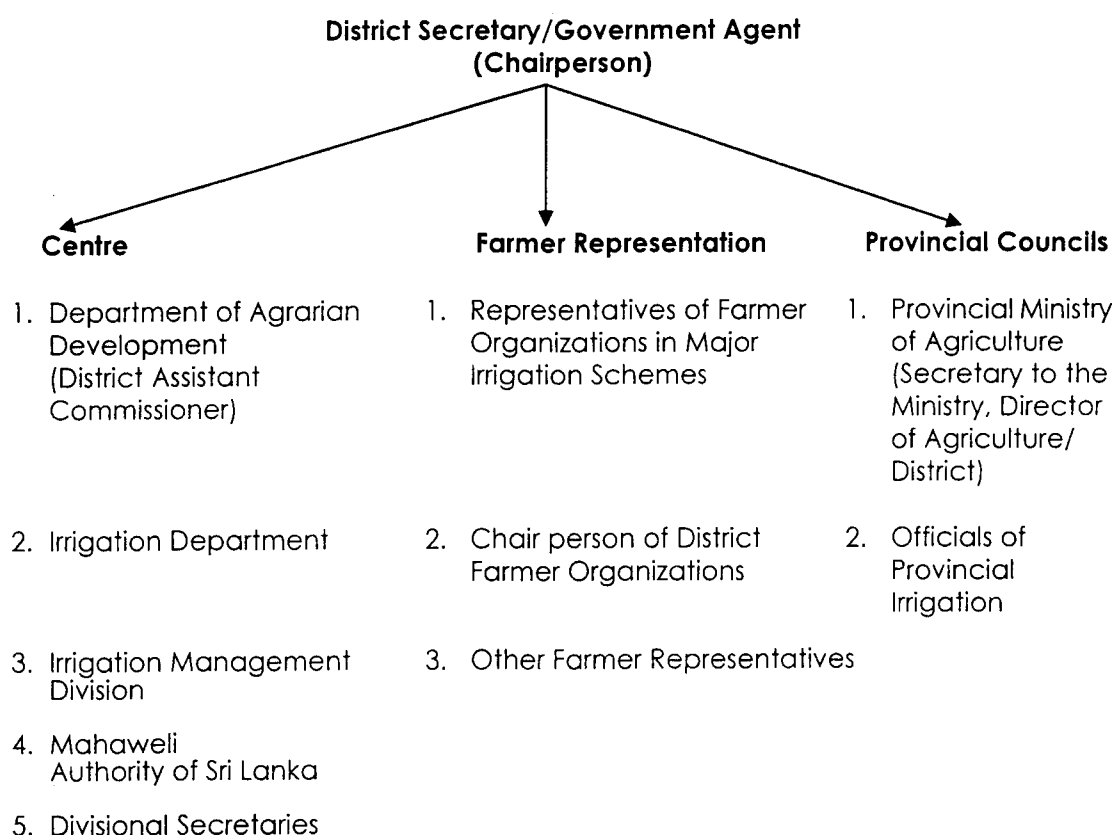 District Secretary/Government Agent
(Chairperson)
Centre
1. Department of Agrarian
Development
(District Assistant
Commissioner)
2. Irrigation Department
3. Irrigation Management
Division
4. Mahaweli
Authority of Sri Lanka
5. Divisional Secretaries
Farmer Representation
1. Representatives of Farmer
Organizations in Major
Irrigation Schemes
2. Chair person of District
Farmer Organizations
3. Other Farmer Representatives
Provincial Councils
1. Provincial Ministry
of Agriculture
(Secretary to the
Ministry, Director
of Agriculture/
District)
2. Officials of
Provincial
Irrigation